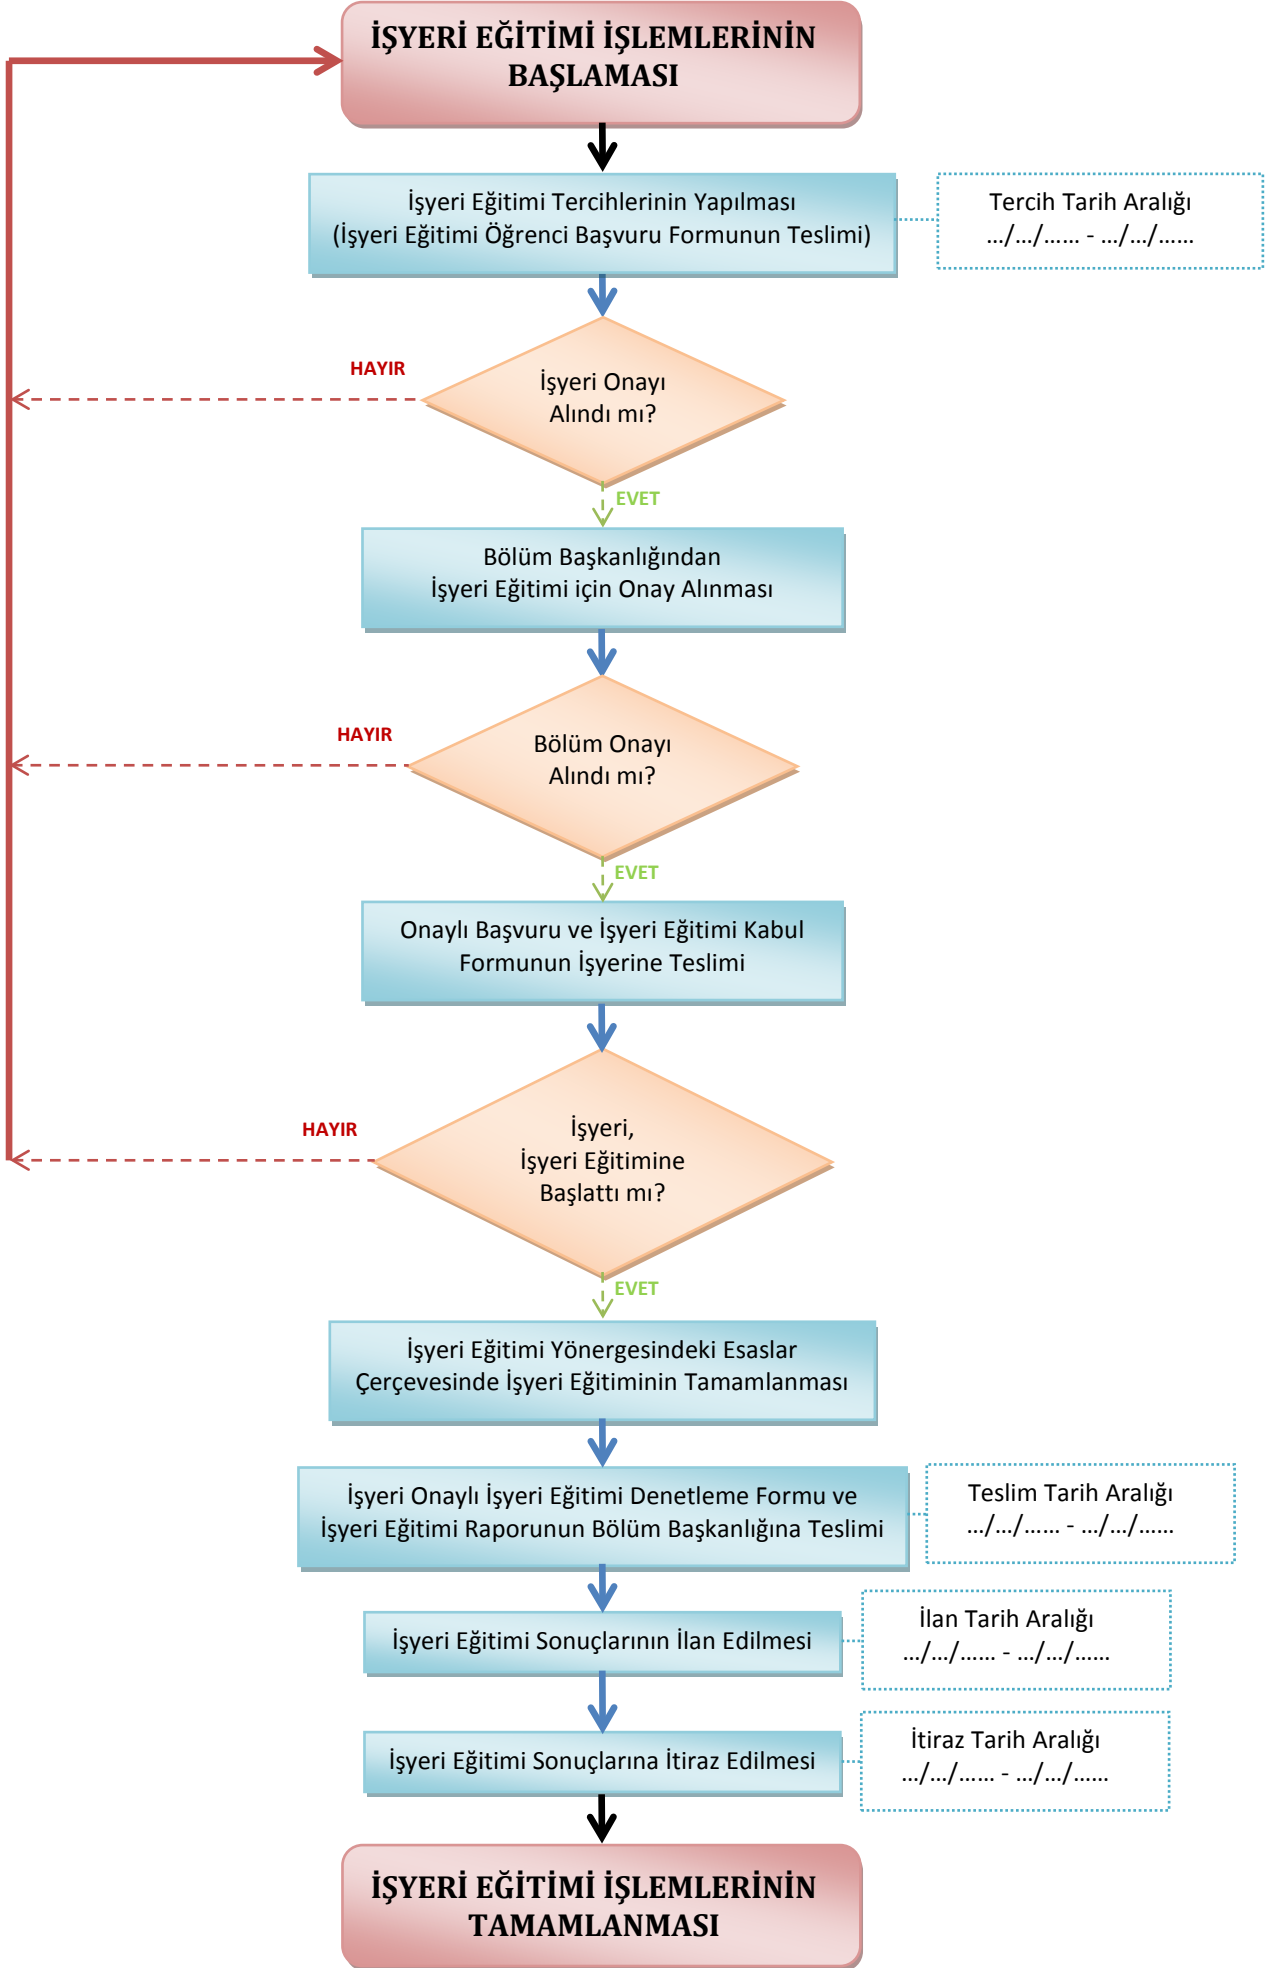 İŞYERİ EĞİTİMİ İŞLEMLERİNİN
BAŞLAMASI
İşyeri Eğitimi Tercihlerinin Yapılması
(İşyeri Eğitimi Öğrenci Başvuru Formunun Teslimi)
Tercih Tarih Aralığı
…/…/…… - …/…/……
HAYIR
İşyeri Onayı
Alındı mı?
EVET
Bölüm Başkanlığından
İşyeri Eğitimi için Onay Alınması
HAYIR
Bölüm Onayı
Alındı mı?
EVET
Onaylı Başvuru ve İşyeri Eğitimi Kabul
Formunun İşyerine Teslimi
HAYIR
İşyeri,
İşyeri Eğitimine
Başlattı mı?
EVET
İşyeri Eğitimi Yönergesindeki Esaslar
Çerçevesinde İşyeri Eğitiminin Tamamlanması
İşyeri Onaylı İşyeri Eğitimi Denetleme Formu ve
İşyeri Eğitimi Raporunun Bölüm Başkanlığına Teslimi
Teslim Tarih Aralığı
…/…/…… - …/…/……
İşyeri Eğitimi Sonuçlarının İlan Edilmesi
İlan Tarih Aralığı
…/…/…… - …/…/……
İşyeri Eğitimi Sonuçlarına İtiraz Edilmesi
İtiraz Tarih Aralığı
…/…/…… - …/…/……
İŞYERİ EĞİTİMİ İŞLEMLERİNİN
TAMAMLANMASI